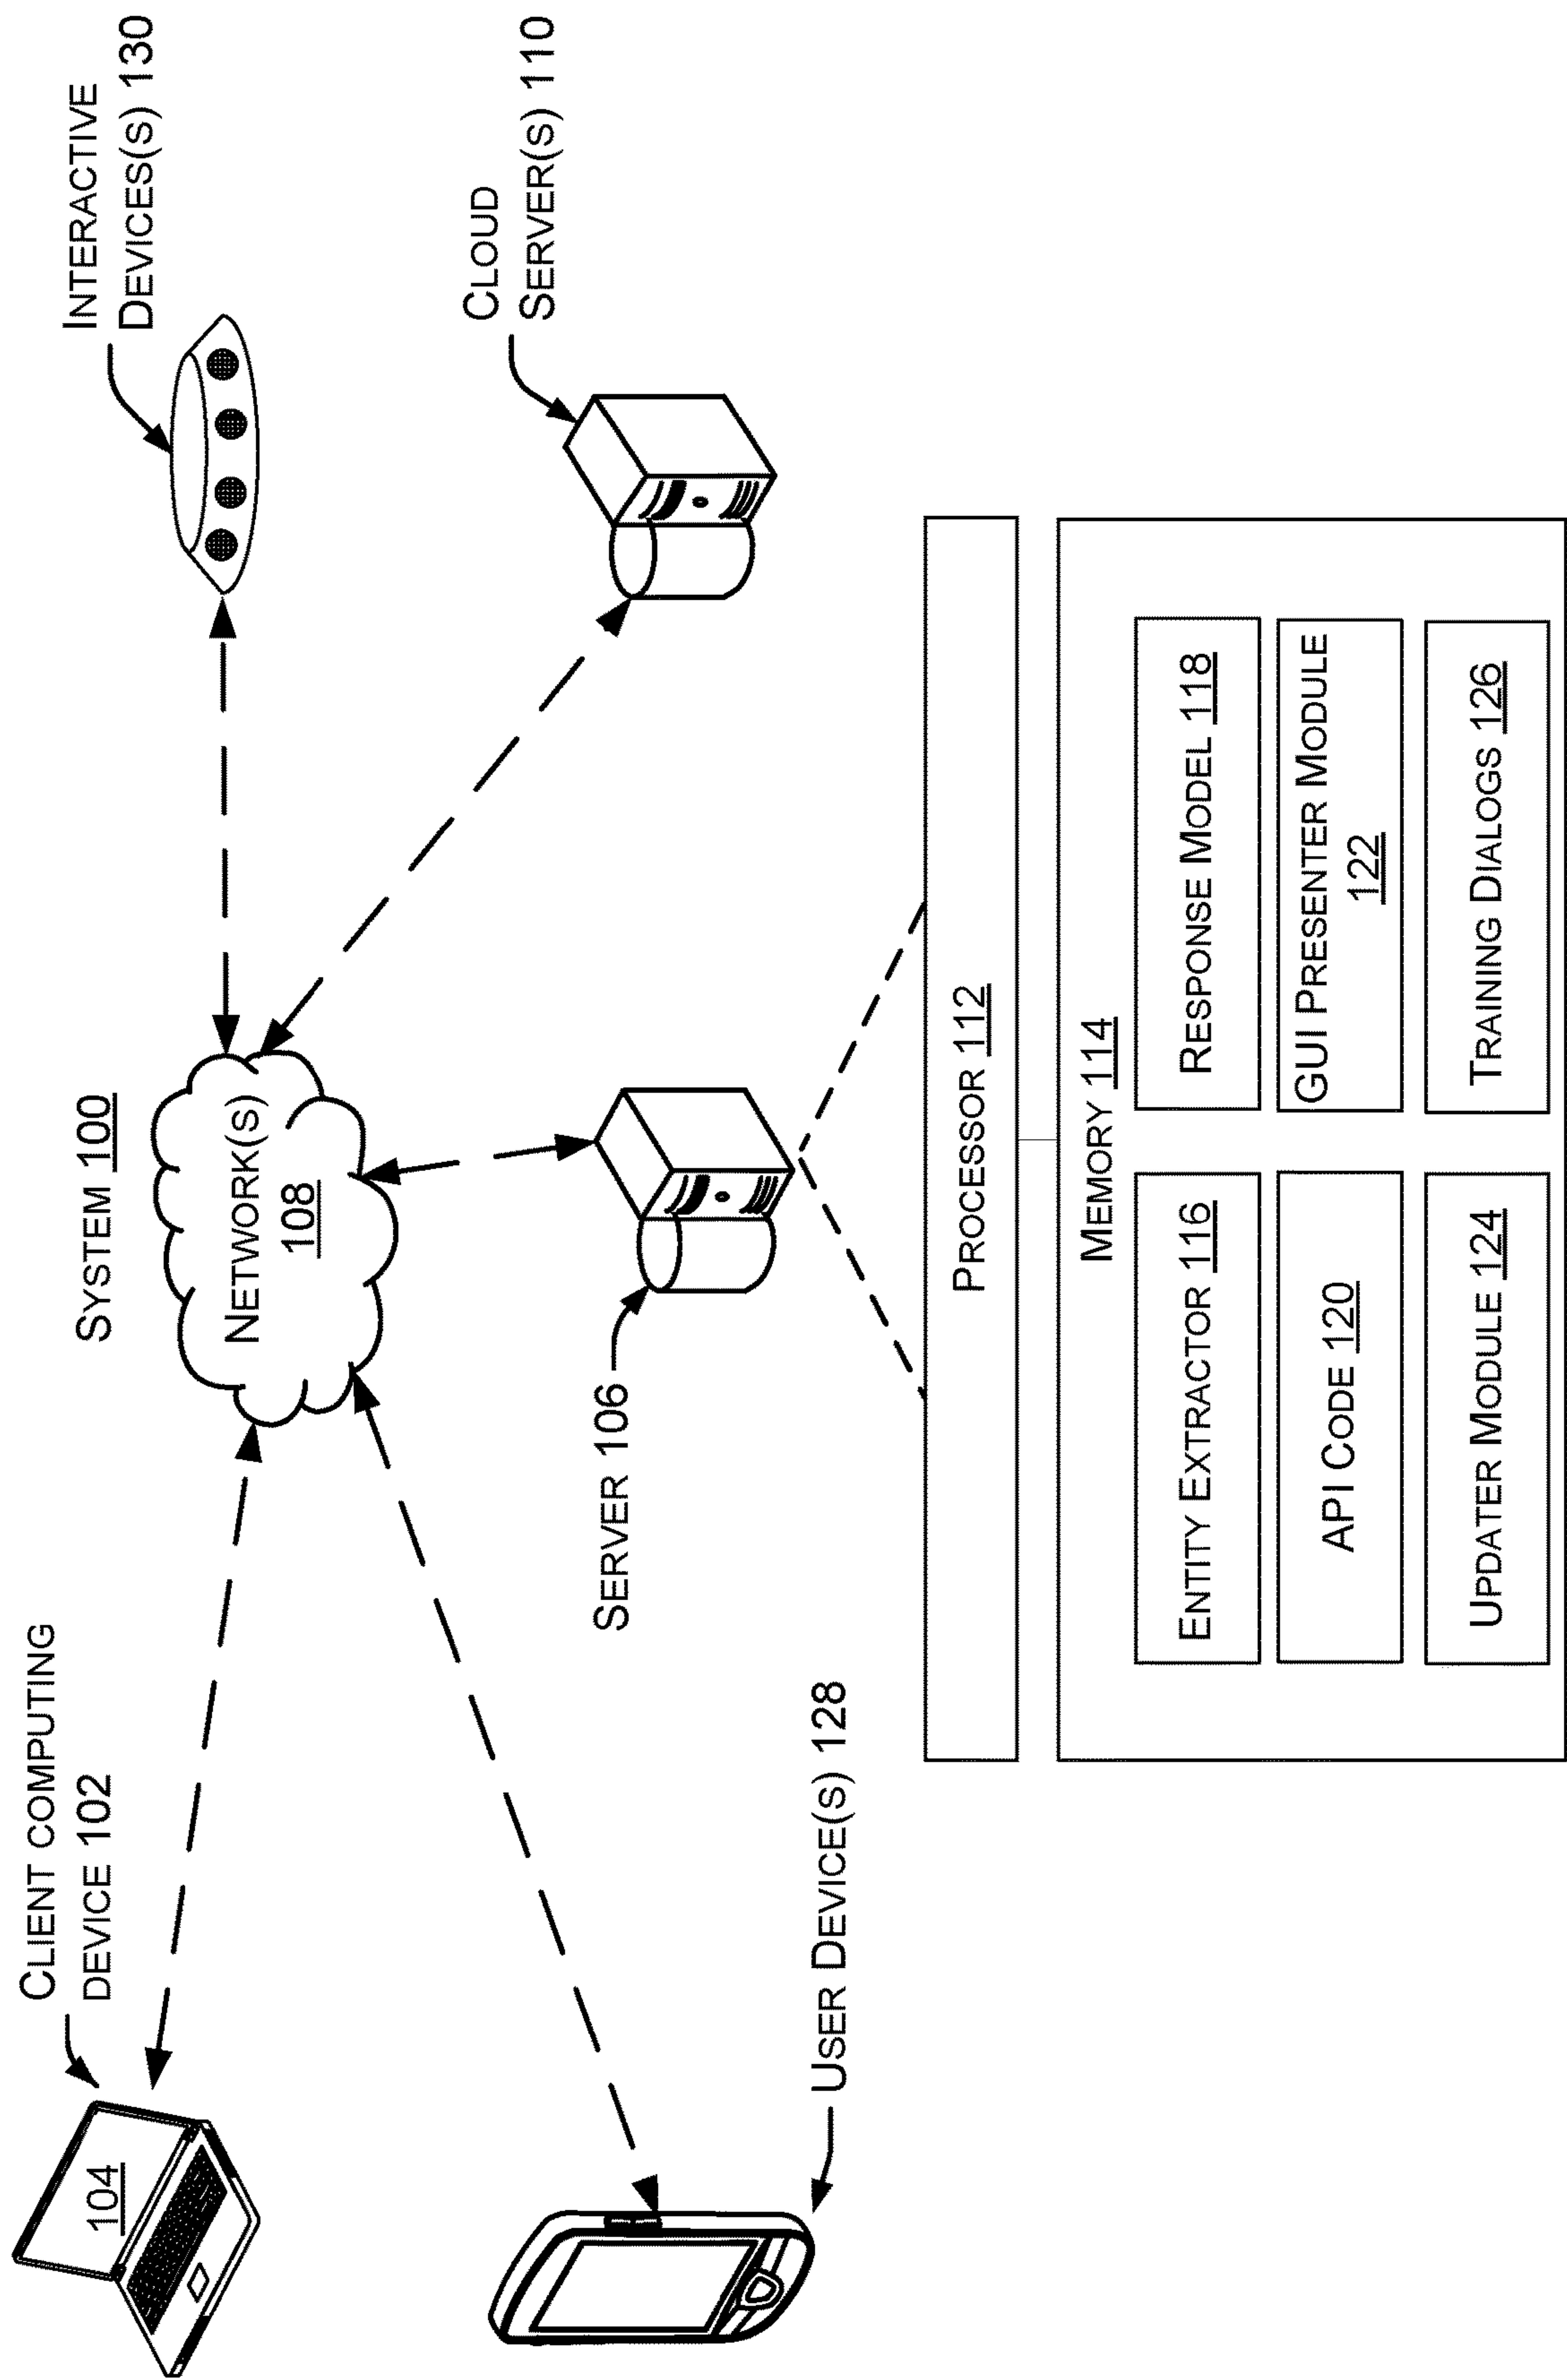 SYSTEM 100
CLIENT COMPUTING
DEVICE 102
104
NETWORK(S)
108
INTERACTIVE
DEVICES(S) 130
CLOUD
SERVER(S) 110
SERVER 106
USER DEVICE(S) 128
PROCESSOR 112
MEMORY 114
ENTITY EXTRACTOR 116
RESPONSE MODEL 118
API CODE 120
GUI PRESENTER MODULE
122
UPDATER MODULE 124
TRAINING DIALOGS 126